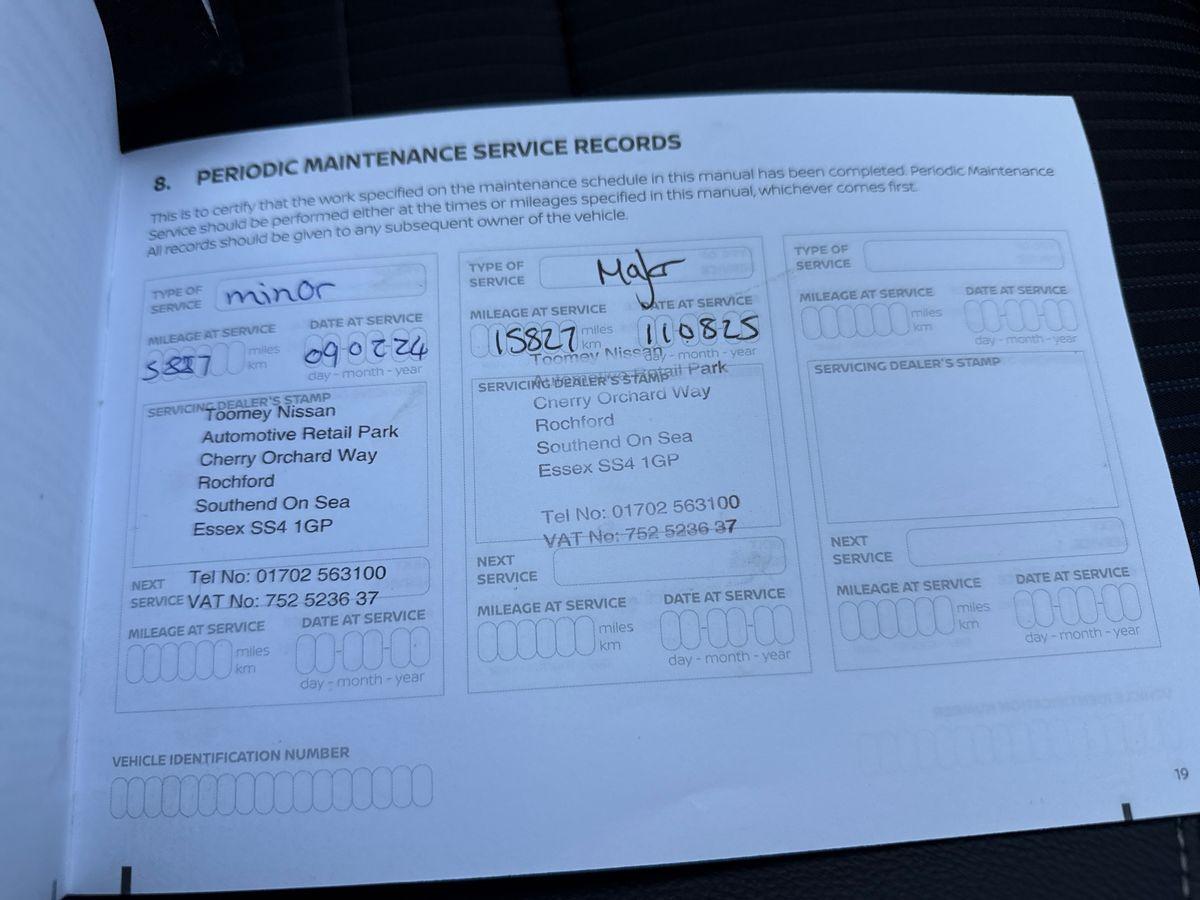 8. PERIODIC MAINTENANCE SERVICE RECORDS
This is to certify that the work specified on the maintenance schedule in this manual has been completed. Periodic Maintenance
Service should be performed either at the times or mileages specified in this manual, whichever comes first.
All records should be given to any subsequent owner of the vehicle.
TYPE OF
SERVICE
minor
MILEAGE AT SERVICE
DATE AT SERVICE
miles
km
090224
day - month - year
SERVICING DEALER'S STAMP
Toomey Nissan
Automotive Retail Park
Cherry Orchard Way
Rochford
Southend On Sea
Essex SS4 1GP
Tel No: 01702 563100
VAT No: 752 5236 37
NEXT
SERVICE
MILEAGE AT SERVICE
DATE AT SERVICE
miles
km
day - month - year
TYPE OF
SERVICE
Major
MILEAGE AT SERVICE
DATE AT SERVICE
15827
miles
km
110825
day - month - year
SERVICING DEALER'S STAMP
Toomey Nissan
Automotive Retail Park
Cherry Orchard Way
Rochford
Southend On Sea
Essex SS4 1GP
Tel No: 01702 563100
VAT No: 752 5236 37
NEXT
SERVICE
MILEAGE AT SERVICE
DATE AT SERVICE
miles
km
day - month - year
TYPE OF
SERVICE
MILEAGE AT SERVICE
DATE AT SERVICE
miles
km
day - month - year
SERVICING DEALER'S STAMP
NEXT
SERVICE
MILEAGE AT SERVICE
DATE AT SERVICE
miles
km
day - month - year
VEHICLE IDENTIFICATION NUMBER
19